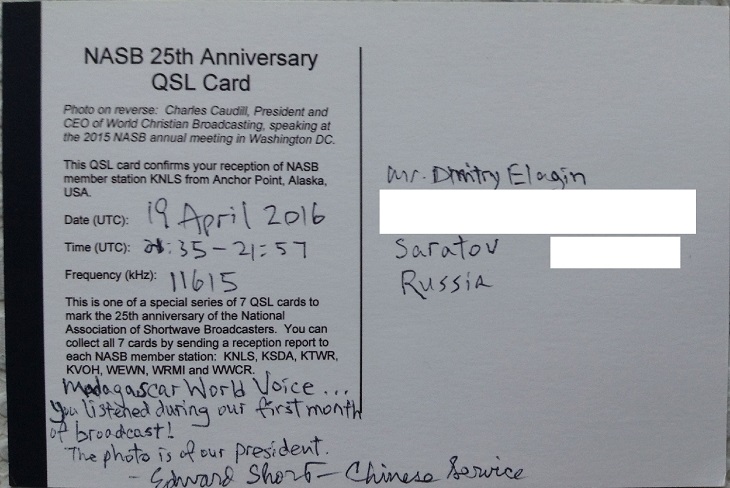 NASB 25th Anniversary
QSL Card
Photo on reverse: Charles Caudill, President and
CEO of World Christian Broadcasting, speaking at
the 2015 NASB annual meeting in Washington DC.
This QSL card confirms your reception of NASB
member station KNLS from Anchor Point, Alaska,
USA.
Date (UTC): 19 April 2016
Time (UTC): 21:35-21:57
Frequency (kHz): 11615
This is one of a special series of 7 QSL cards to
mark the 25th anniversary of the National
Association of Shortwave Broadcasters. You can
collect all 7 cards by sending a reception report to
each NASB member station: KNLS, KSDA, KTWR,
KVOH, WEWN, WRMI and WWCR.
Madagascar World Voice...
You listened during our first month
of broadcast!
The photo is of our president.
- Edward Short - Chinese Service
Mr. Dmitry Elagin
Saratov
Russia